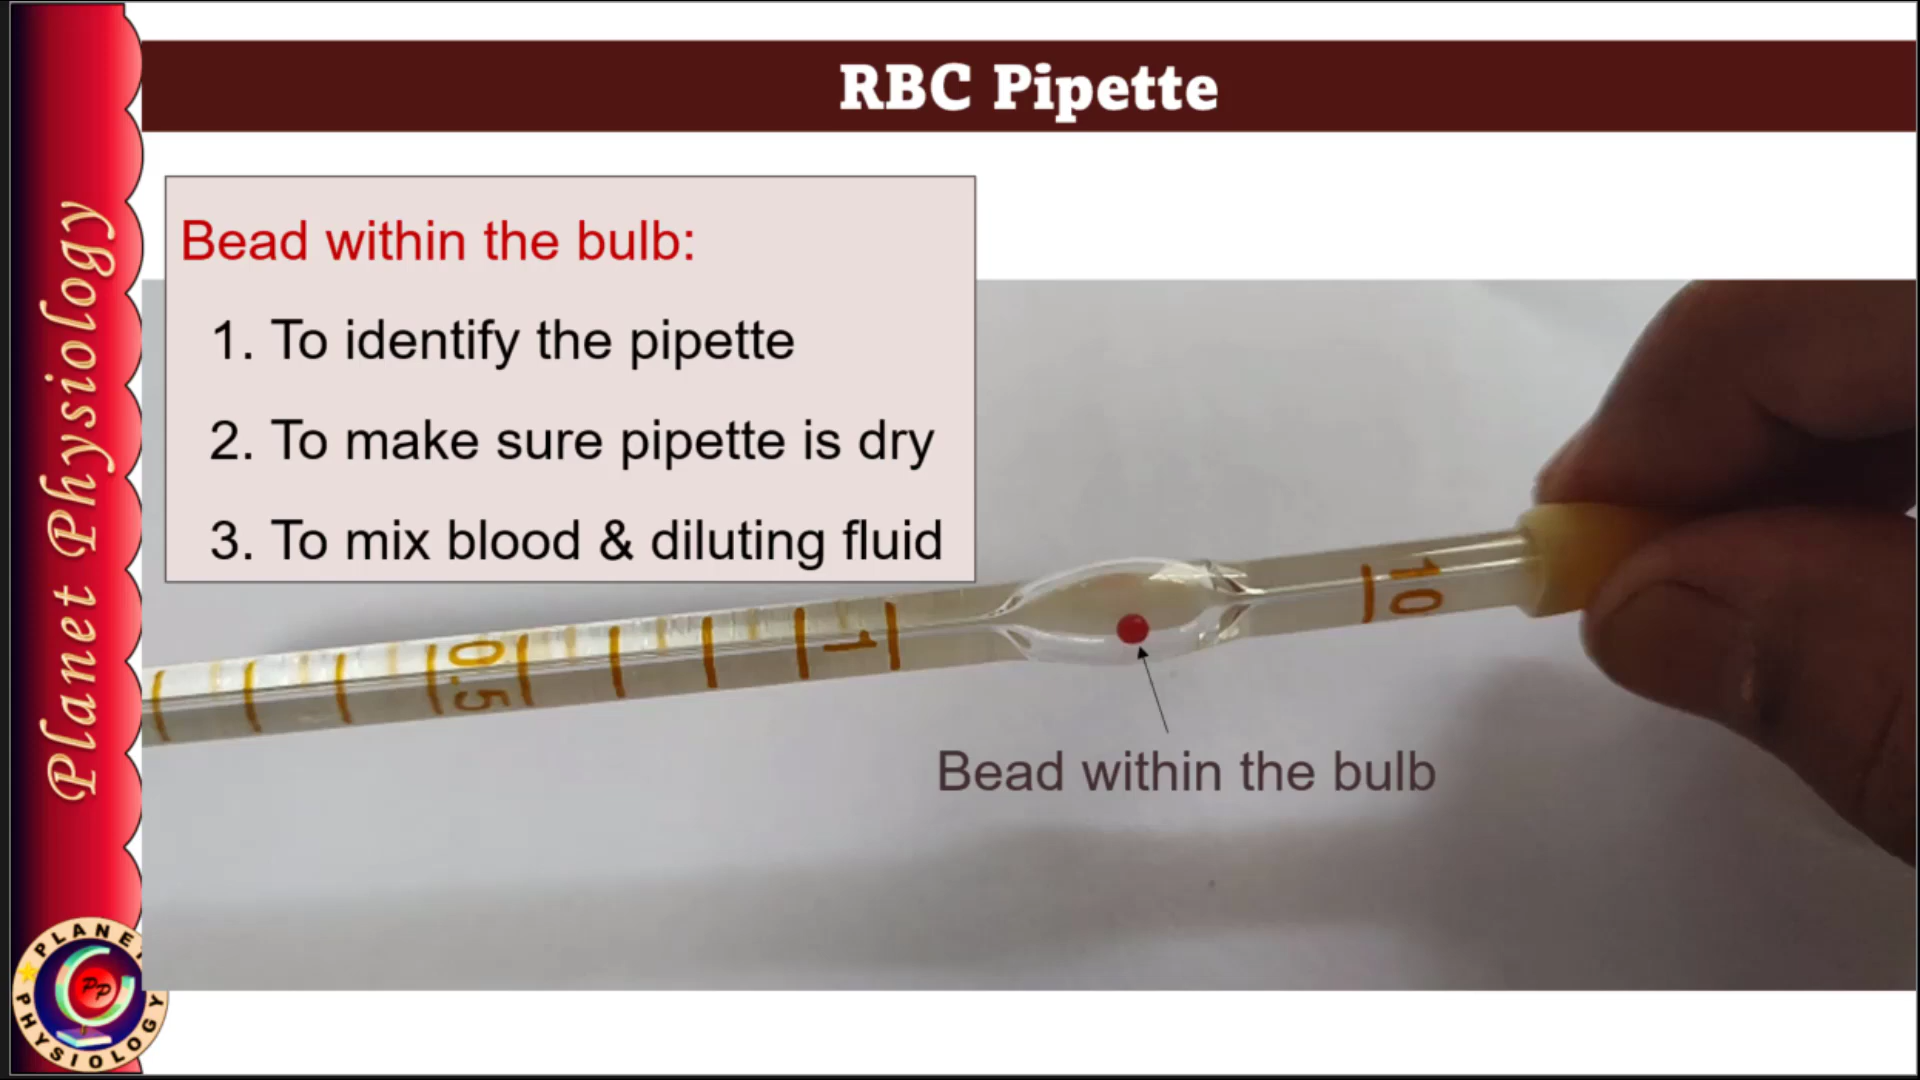 RBC Pipette
Bead within the bulb:
1. To identify the pipette
2. To make sure pipette is dry
3. To mix blood & diluting fluid
0.5
1
10
Bead within the bulb
Planet Physiology
PLANET
PP
PHYSIOLOGY